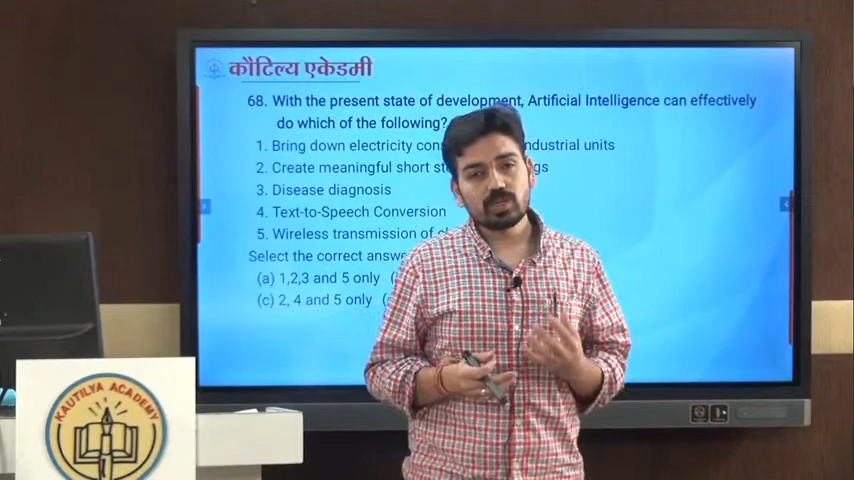 कौटिल्य एकेडमी
68. With the present state of development, Artificial Intelligence can effectively
do which of the following?
1. Bring down electricity industrial units
2. Create meaningful short
3. Disease diagnosis
4. Text-to-Speech Conversion
5. Wireless transmission of
Select the correct
(a) 1,2,3 and 5 only
(c) 2, 4 and 5 only
KAUTILYA ACADEMY